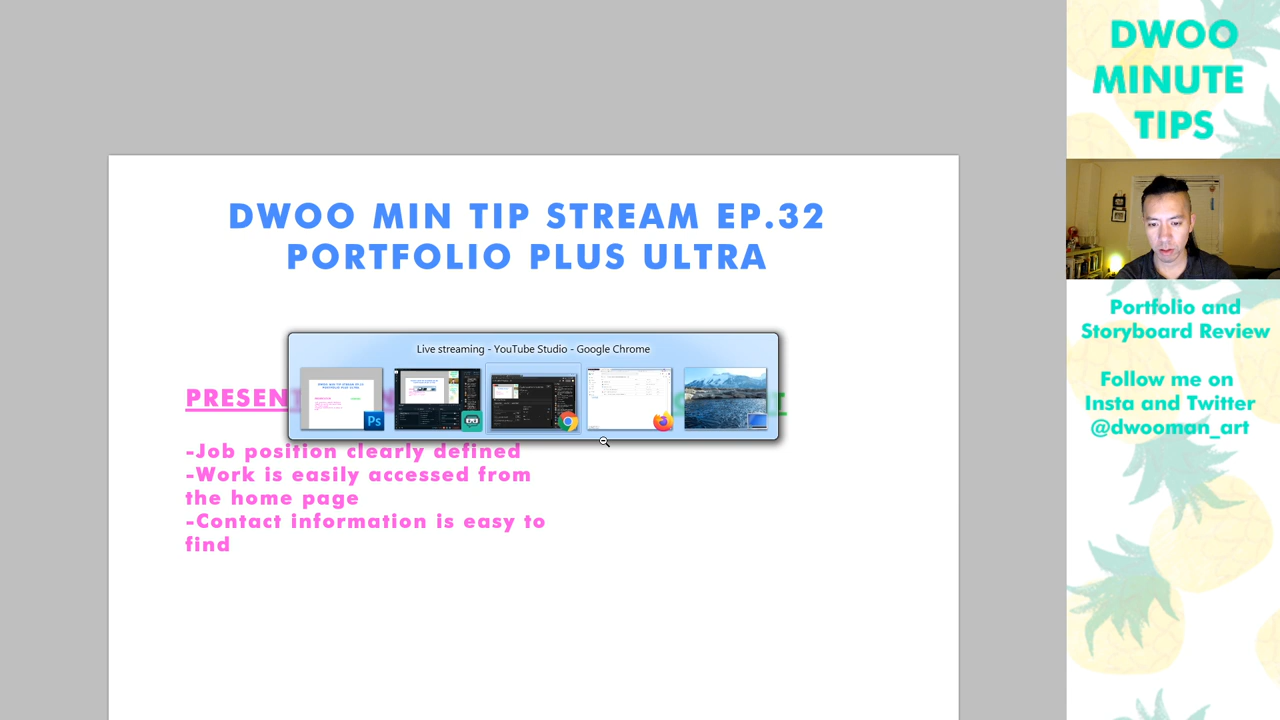 DWOO
MINUTE
TIPS
DWOO MIN TIP STREAM EP.32
PORTFOLIO PLUS ULTRA
Live streaming - YouTube Studio - Google Chrome
Ps
PRESEN
-Job position clearly defined
-Work is easily accessed from
the home page
-Contact information is easy to
find
Portfolio and
Storyboard Review
Follow me on
Insta and Twitter
@dwooman_art